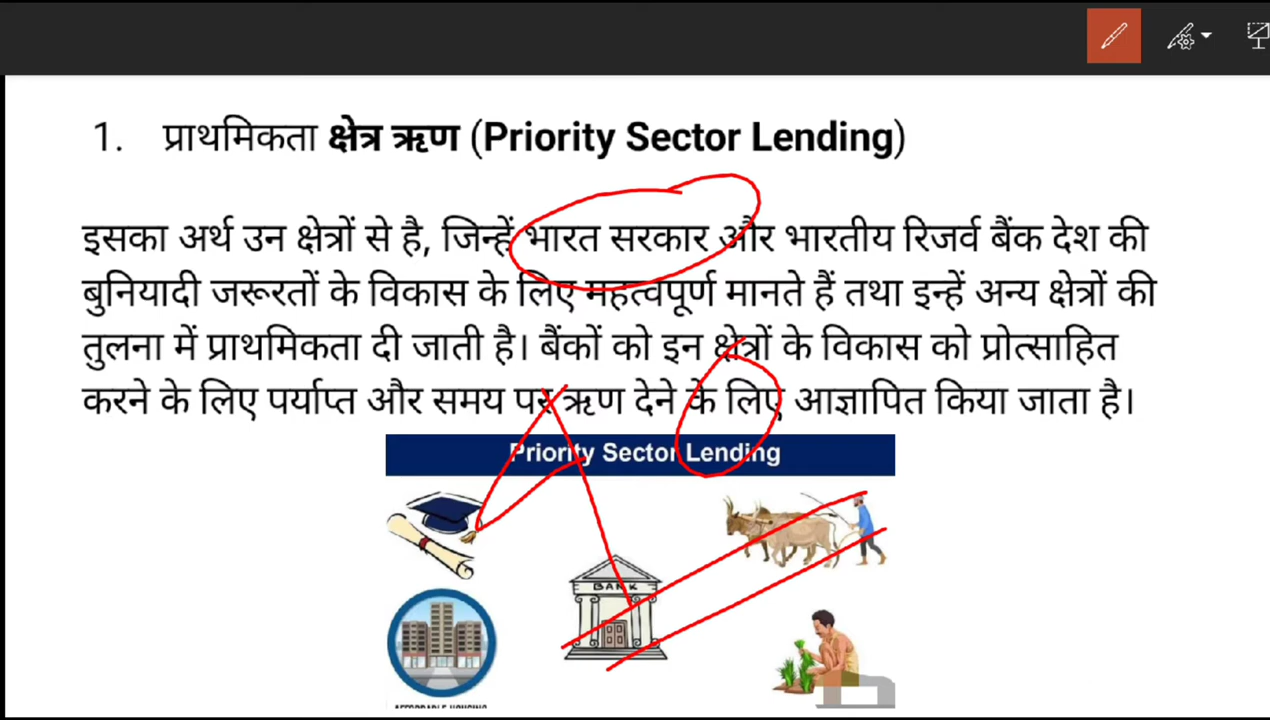 1. प्राथमिकता क्षेत्र ऋण (Priority Sector Lending)
इसका अर्थ उन क्षेत्रों से है, जिन्हें भारत सरकार और भारतीय रिजर्व बैंक देश की
बुनियादी जरूरतों के विकास के लिए महत्वपूर्ण मानते हैं तथा इन्हें अन्य क्षेत्रों की
तुलना में प्राथमिकता दी जाती है। बैंकों को इन क्षेत्रों के विकास को प्रोत्साहित
करने के लिए पर्याप्त और समय पर ऋण देने के लिए आज्ञापित किया जाता है।
Priority Sector Lending
BANK
AFFORDABLE HOUSING